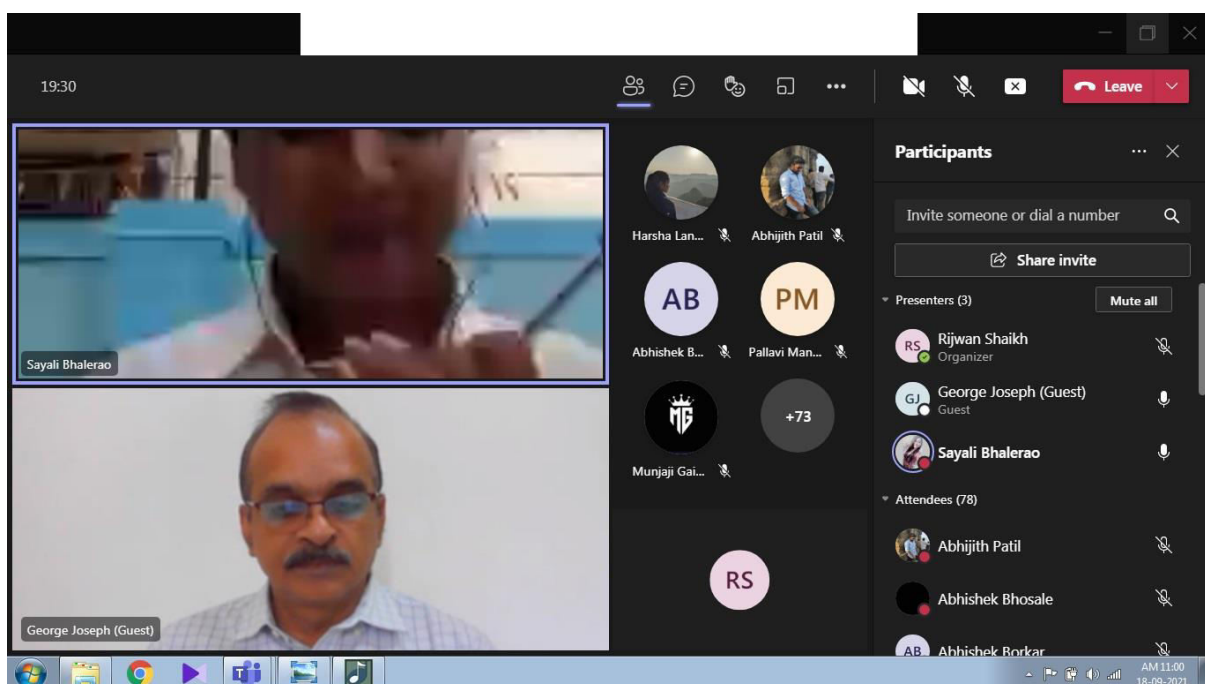 19:30
Leave
Sayali Bhalerao
George Joseph (Guest)
Harsha Lan...
Abhijith Patil
AB
PM
Abhishek B...
Pallavi Man...
MG
+73
Munjaji Gai...
RS
Participants
Invite someone or dial a number
Share invite
Presenters (3)
Mute all
RS
Rijwan Shaikh
Organizer
GJ
George Joseph (Guest)
Guest
Sayali Bhalerao
Attendees (78)
Abhijith Patil
Abhishek Bhosale
AB
Abhishek Borkar
AM 11:00
18-09-2021